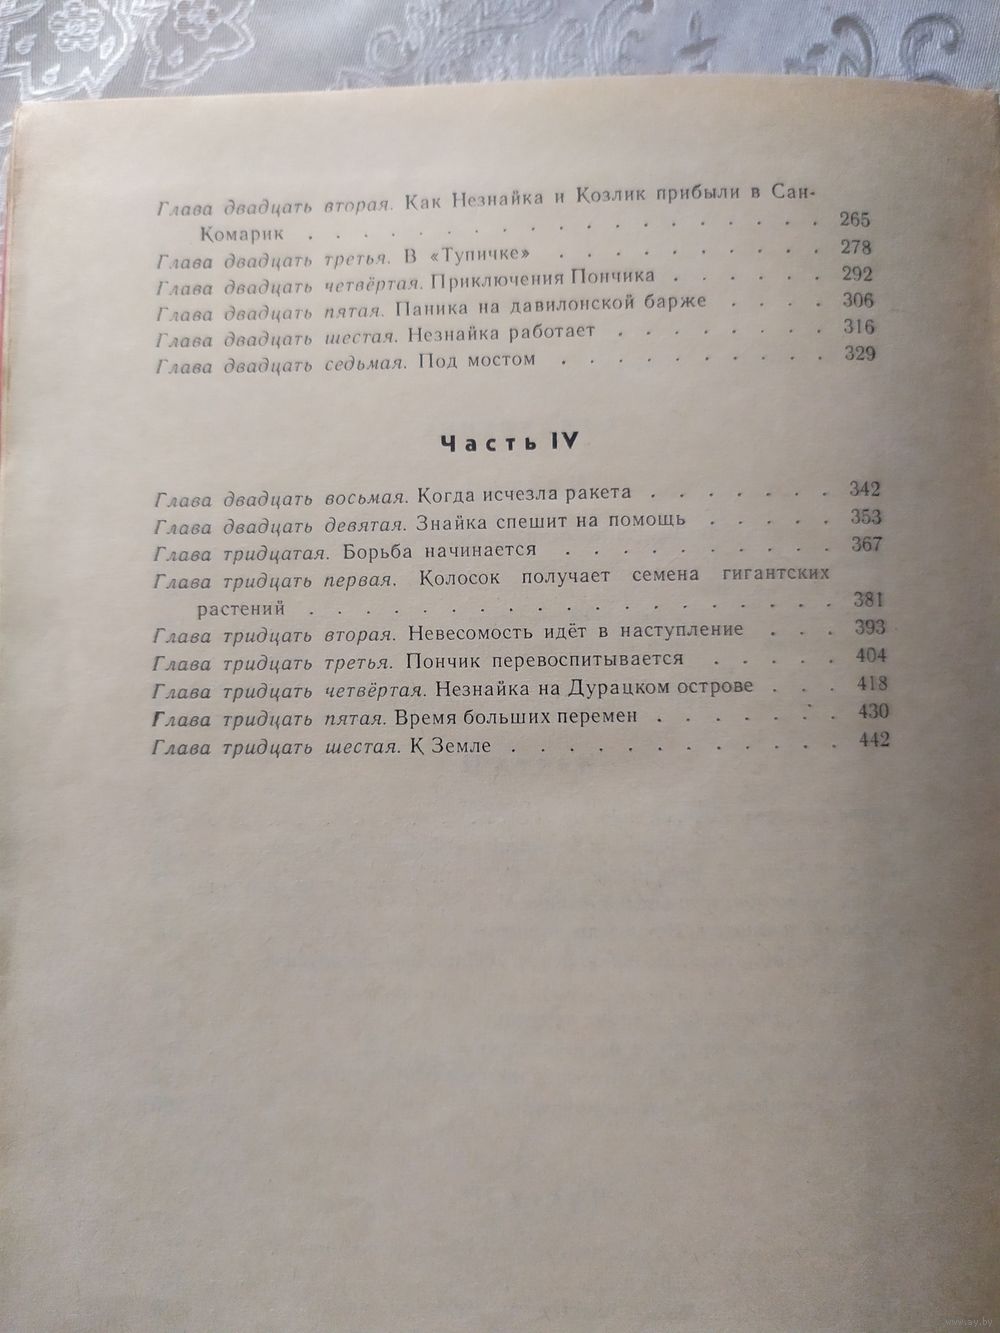 Глава двадцать вторая. Как Незнайка и Козлик прибыли в Сан-
Комарик . . . . . . . . . . . . . . . . . . 265
Глава двадцать третья. В «Тупичке» . . . . . . . . . . 278
Глава двадцать четвёртая. Приключения Пончика . . . . . . 292
Глава двадцать пятая. Паника на давилонской барже . . . . 306
Глава двадцать шестая. Незнайка работает . . . . . . . . 316
Глава двадцать седьмая. Под мостом . . . . . . . . . . 329
Часть IV
Глава двадцать восьмая. Когда исчезла ракета . . . . . . . 342
Глава двадцать девятая. Знайка спешит на помощь . . . . . 353
Глава тридцатая. Борьба начинается . . . . . . . . . . 367
Глава тридцать первая. Колосок получает семена гигантских
растений . . . . . . . . . . . . . . . . . . . 381
Глава тридцать вторая. Невесомость идёт в наступление . . . 393
Глава тридцать третья. Пончик перевоспитывается . . . . . 404
Глава тридцать четвёртая. Незнайка на Дурацком острове . . . 418
Глава тридцать пятая. Время больших перемен . . . . . . . 430
Глава тридцать шестая. К Земле . . . . . . . . . . . . 442
www.ay.by